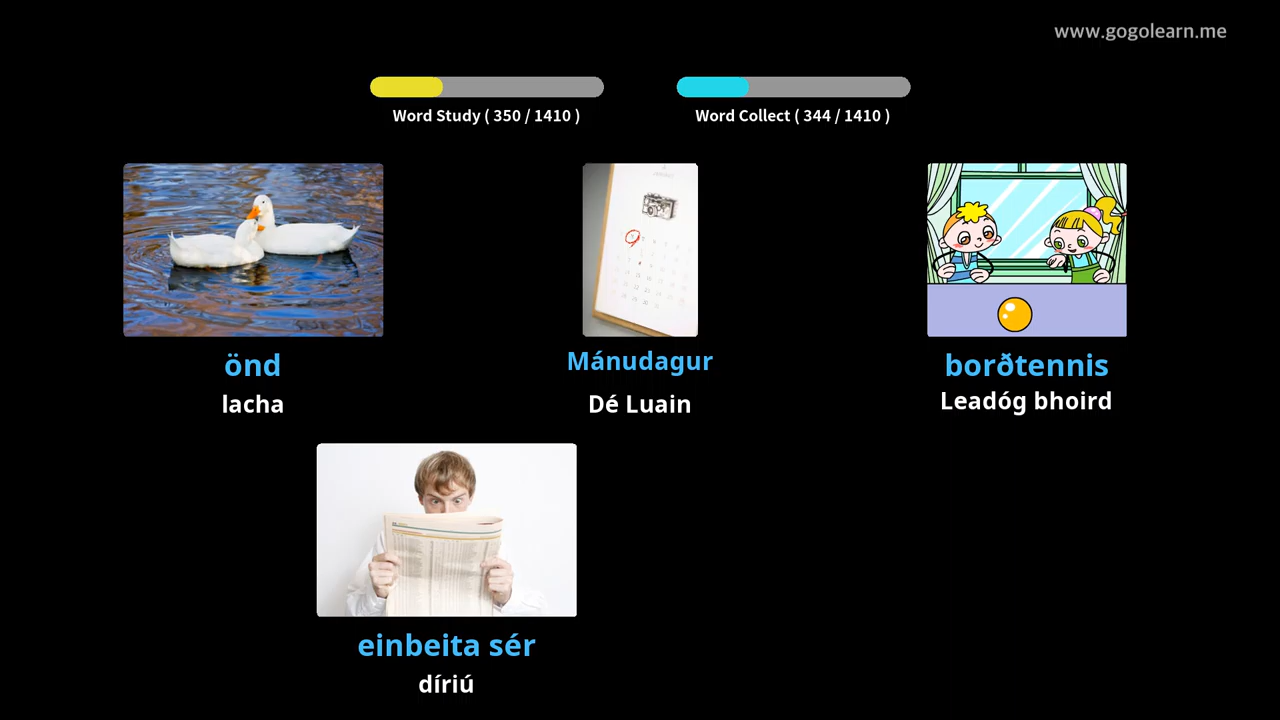 www.gogolearn.me
Word Study ( 350 / 1410 )
Word Collect ( 344 / 1410 )
önd
lacha
Mánudagur
Dé Luain
borðtennis
Leadóg bhoird
einbeita sér
díriú